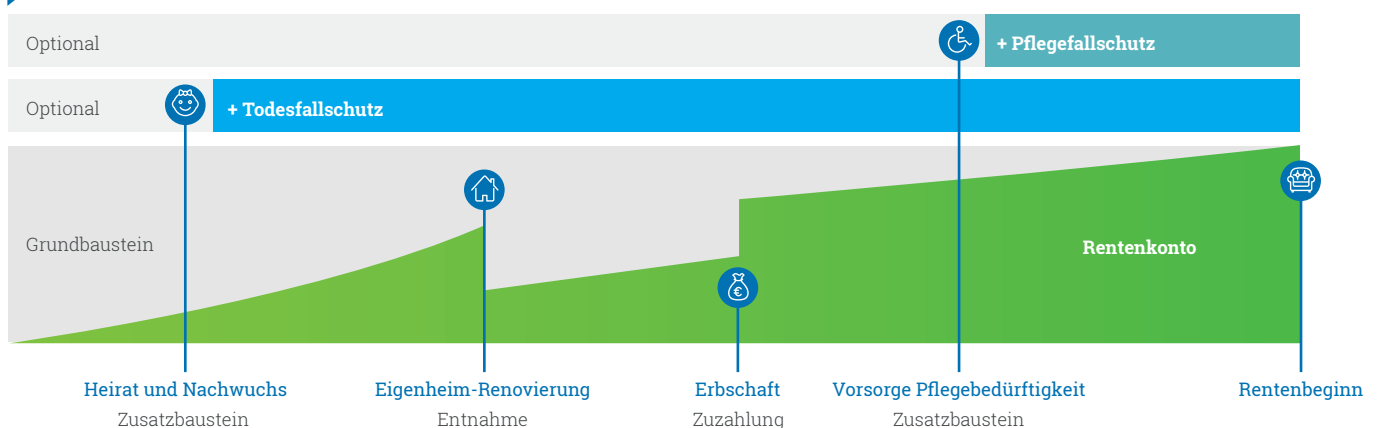 Optional
+ Pflegefallschutz
Optional
+ Todesfallschutz
Grundbaustein
Rentenkonto
€
Heirat und Nachwuchs
Zusatzbaustein
Eigenheim-Renovierung
Entnahme
Erbschaft
Zuzahlung
Vorsorge Pflegebedürftigkeit
Zusatzbaustein
Rentenbeginn